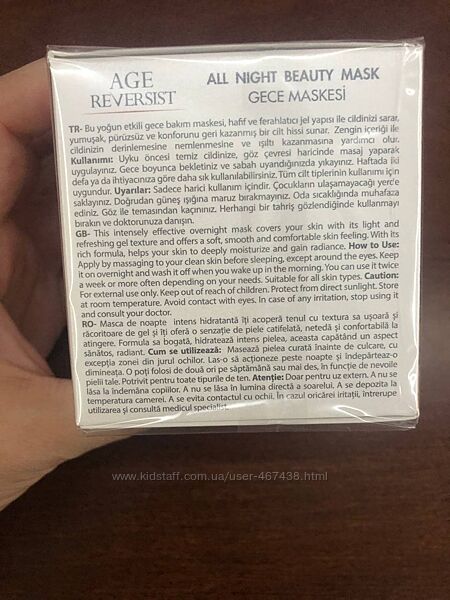 AGE
REVERSIST
ALL NIGHT BEAUTY MASK
GECE MASKESİ
TR- Bu yoğun etkili gece bakım maskesi, hafif ve ferahlatıcı jel yapısı ile cildinizi sarar,
yumuşak, pürüzsüz ve konforunu geri kazanmış bir cilt hissi sunar. Zengin içeriği ile
cildinizin derinlemesine nemlenmesine ve ışıltı kazanmasına yardımcı olur.
Kullanımı: Uyku öncesi temiz cildinize, göz çevresi haricinde masaj yaparak
uygulayınız. Gece boyunca bekletiniz ve sabah uyandığınızda yıkayınız. Haftada iki
defa ya da ihtiyacınıza göre daha sık kullanılabilirsiniz. Tüm cilt tiplerinin kullanımı için
uygundur. Uyarılar: Sadece harici kullanım içindir. Çocukların ulaşamayacağı yerde
saklayınız. Doğrudan güneş ışığına maruz bırakmayınız. Oda sıcaklığında muhafaza
ediniz. Göz ile temasından kaçınınız. Herhangi bir tahriş gözlendiğinde kullanmayı
bırakın ve doktorunuza danışın.
GB- This intensely effective overnight mask covers your skin with its light and
refreshing gel texture and offers a soft, smooth and comfortable skin feeling. With its
rich formula, helps your skin to deeply moisturize and gain radiance. How to Use:
Apply by massaging to your clean skin before sleeping, except around the eyes. Keep
it on overnight and wash it off when you wake up in the morning. You can use it twice
a week or more often depending on your needs. Suitable for all skin types. Caution:
For external use only. Keep out of reach of children. Protect from direct sunlight. Store
at room temperature. Avoid contact with eyes. In case of any irritation, stop using it
and consult your doctor.
RO- Masca de noapte intens hidratantă îți acoperă tenul cu textura sa ușoară și
răcoritoare de gel și îți oferă o senzație de piele catifelată, netedă și confortabilă la
atingere. Formula sa bogată, hidratează intens pielea, aceasta căpătând un aspect
sănătos, radiant. Cum se utilizează: Masează pielea curată înainte de culcare, cu
excepția zonei din jurul ochilor. Las-o să acționeze peste noapte și îndepărteaz-o
dimineața. O poți folosi de două ori pe săptămână sau mai des, în funcție de nevoile
pielii tale. Potrivit pentru toate tipurile de ten. Atenție: Doar pentru uz extern. A nu se
lăsa la îndemâna copiilor. A nu se lăsa în lumina directă a soarelui. A se depozita la
temperatura camerei. A se evita contactul cu ochii. În cazul oricărei iritații, întrerupe
utilizarea și consultă medicul specialist.
www.kidstaff.com.ua/user-467438.html